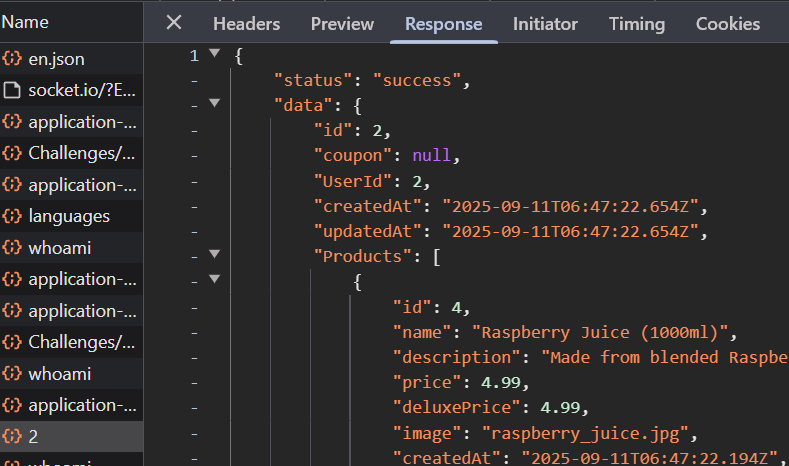 Name
en.json
socket.io/?E...
application-...
Challenges/...
application-...
languages
whoami
application-...
application-...
Challenges/...
whoami
application-...
2
whoami
Headers Preview Response Initiator Timing Cookies
1 {
- "status": "success",
- "data": {
- "id": 2,
- "coupon": null,
- "UserId": 2,
- "createdAt": "2025-09-11T06:47:22.654Z",
- "updatedAt": "2025-09-11T06:47:22.654Z",
- "Products": [
- {
- "id": 4,
- "name": "Raspberry Juice (1000ml)",
- "description": "Made from blended Raspbe
- "price": 4.99,
- "deluxePrice": 4.99,
- "image": "raspberry_juice.jpg",
- "createdAt": "2025-09-11T06:47:22.194Z",